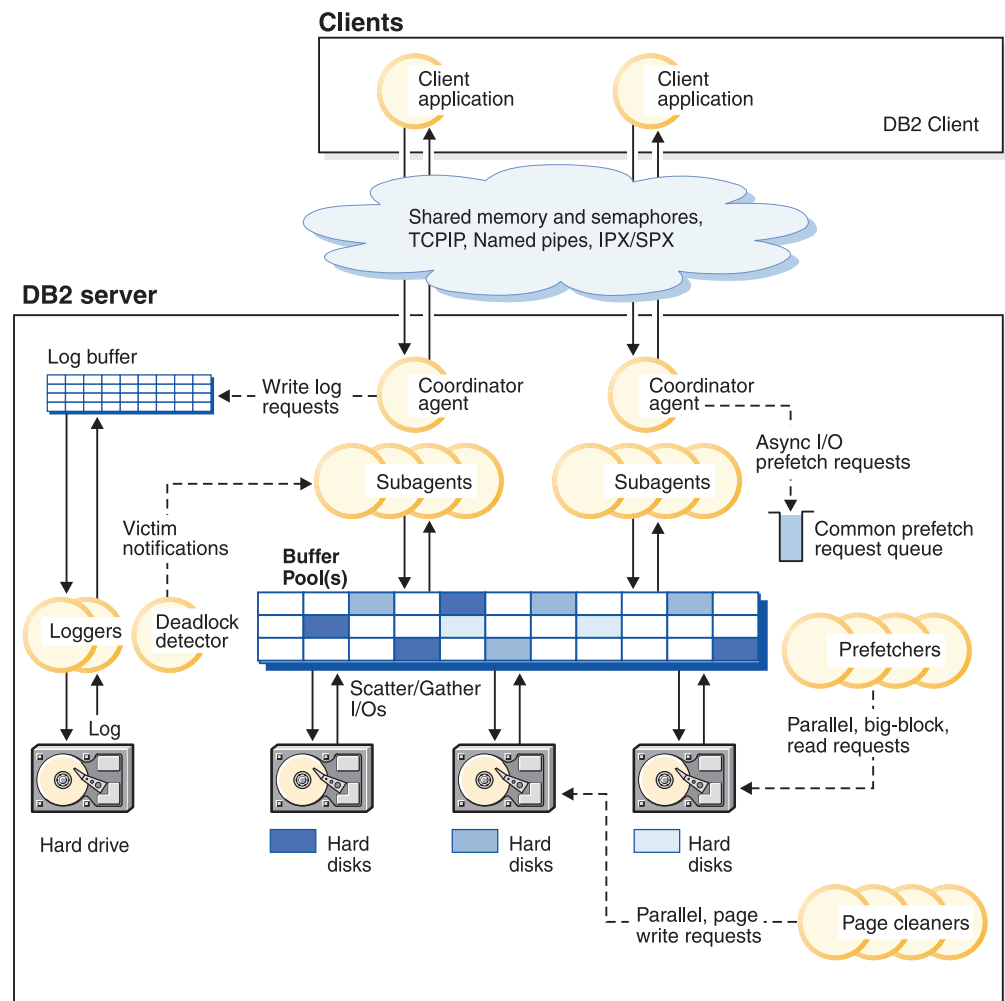 Clients
Client
application
Client
application
DB2 Client
Shared memory and semaphores,
TCPIP, Named pipes, IPX/SPX
DB2 server
Log buffer
Write log
requests
Coordinator
agent
Coordinator
agent
Async I/O
prefetch requests
Subagents
Subagents
Victim
notifications
Common prefetch
request queue
Buffer
Pool(s)
Loggers
Deadlock
detector
Prefetchers
Log
Scatter/Gather
I/Os
Parallel, big-block,
read requests
Hard drive
Hard
disks
Hard
disks
Hard
disks
Parallel, page
write requests
Page cleaners